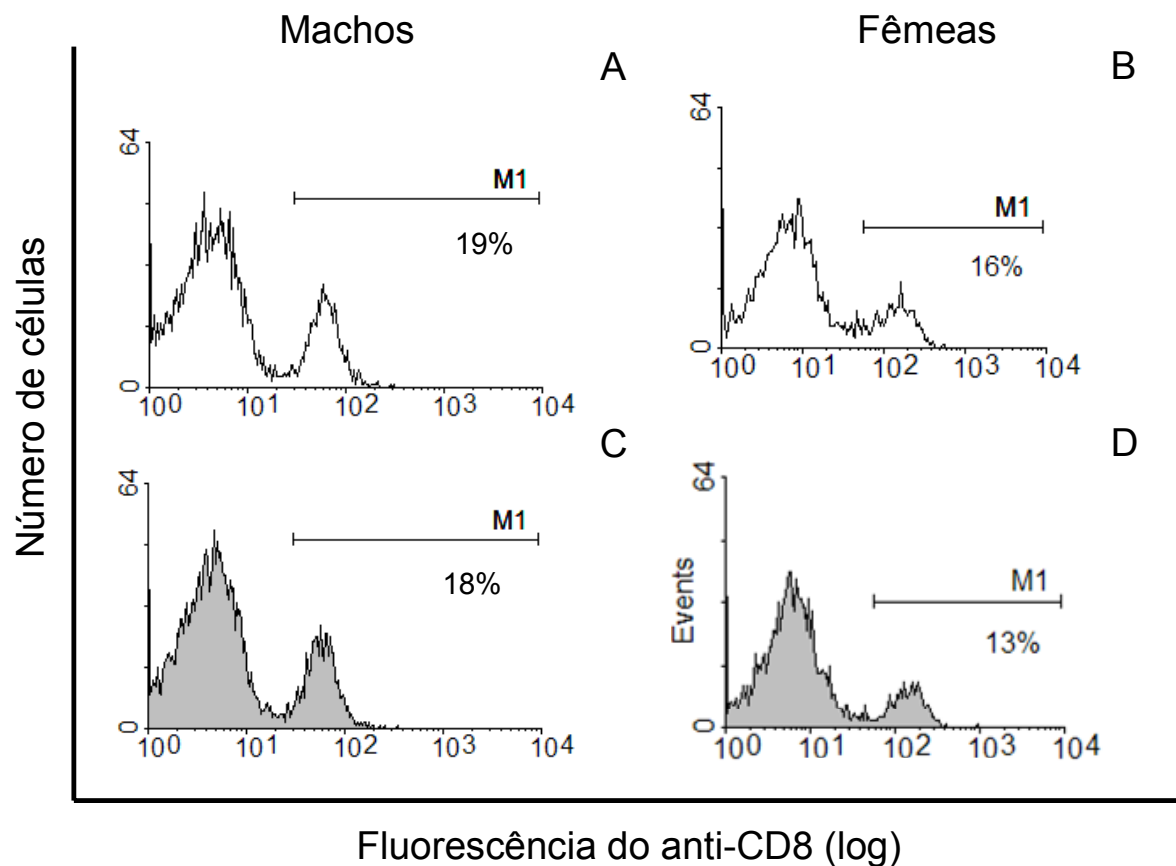 Machos
Fêmeas
A
B
64
M1
19%
0
10⁰ 10¹ 10² 10³ 10⁴
64
M1
16%
0
10⁰ 10¹ 10² 10³ 10⁴
C
D
64
M1
18%
0
10⁰ 10¹ 10² 10³ 10⁴
64
Events
M1
13%
0
10⁰ 10¹ 10² 10³ 10⁴
Número de células
Fluorescência do anti-CD8 (log)